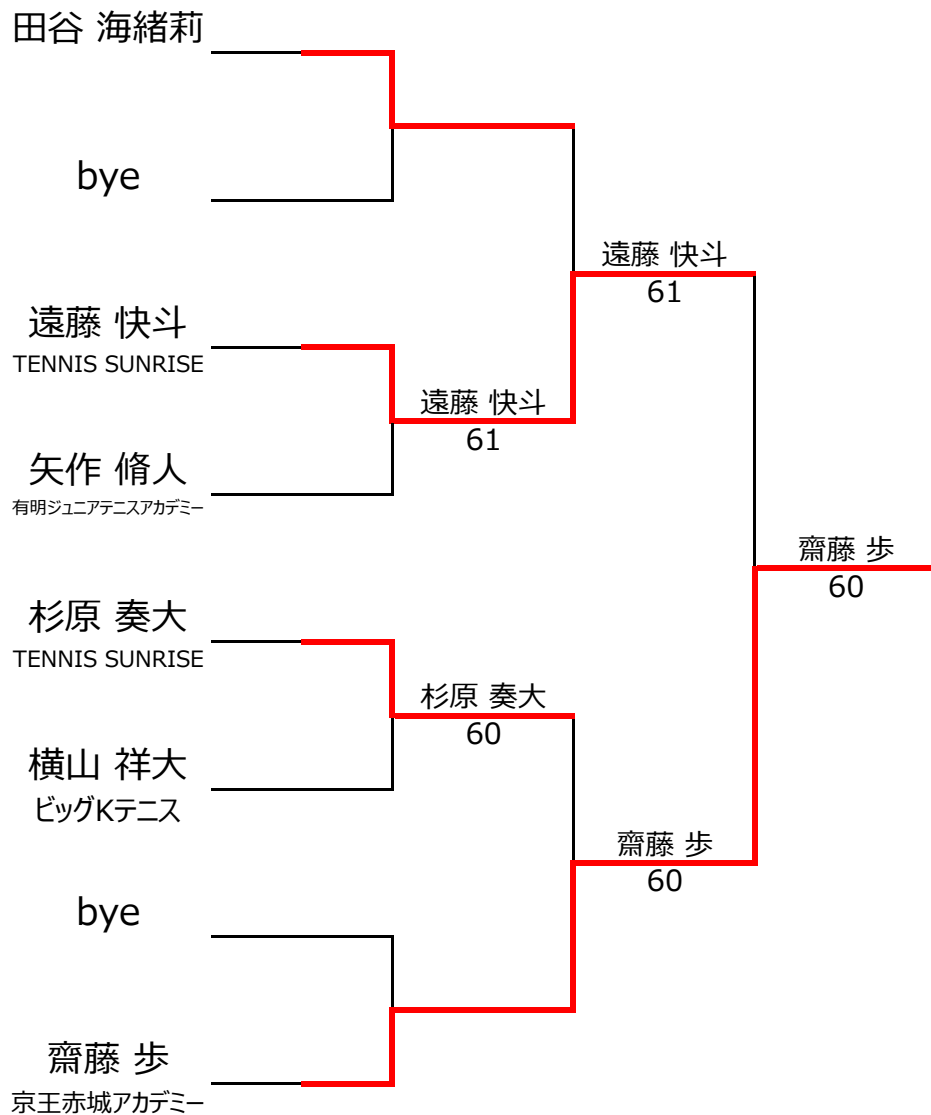 田谷 海緒莉
bye
遠藤 快斗
TENNIS SUNRISE
矢作 脩人
有明ジュニアテニスアカデミー
杉原 奏大
TENNIS SUNRISE
横山 祥大
ビッグKテニス
bye
齋藤 歩
京王赤城アカデミー
遠藤 快斗
61
杉原 奏大
60
遠藤 快斗
61
齋藤 歩
60
齋藤 歩
60